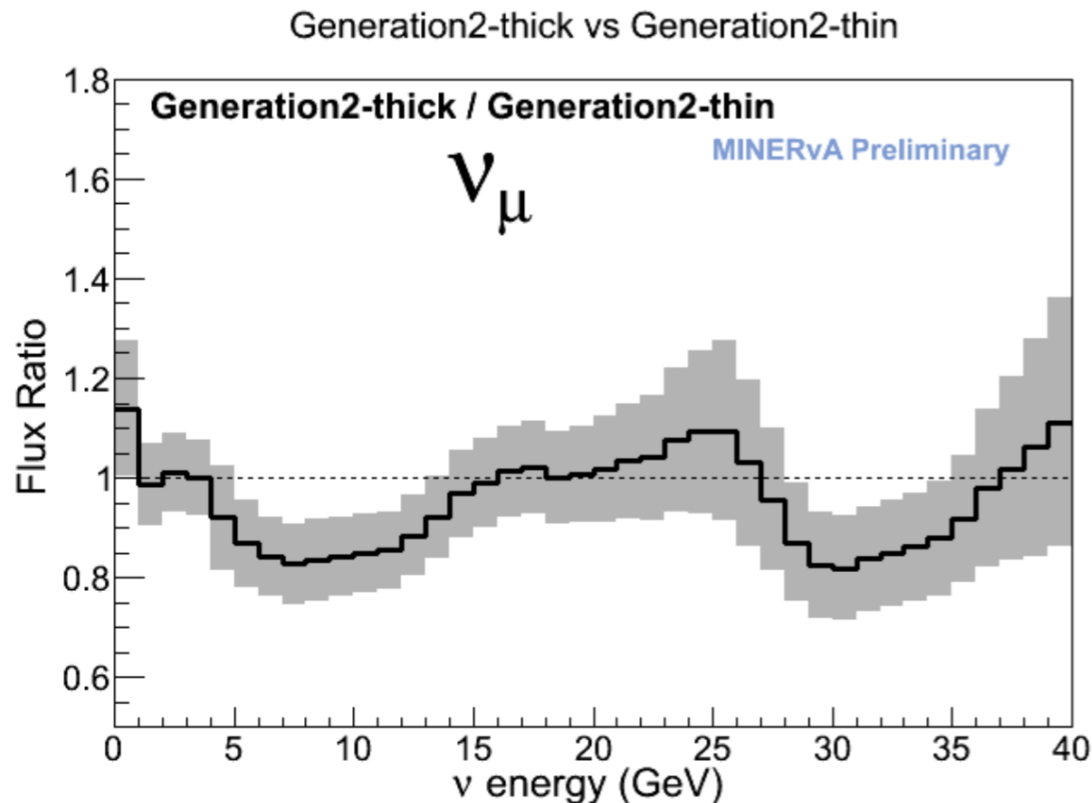 Generation2-thick vs Generation2-thin
Generation2-thick / Generation2-thin
MINERvA Preliminary
νμ
Flux Ratio
1.8
1.6
1.4
1.2
1
0.8
0.6
0 5 10 15 20 25 30 35 40
ν energy (GeV)